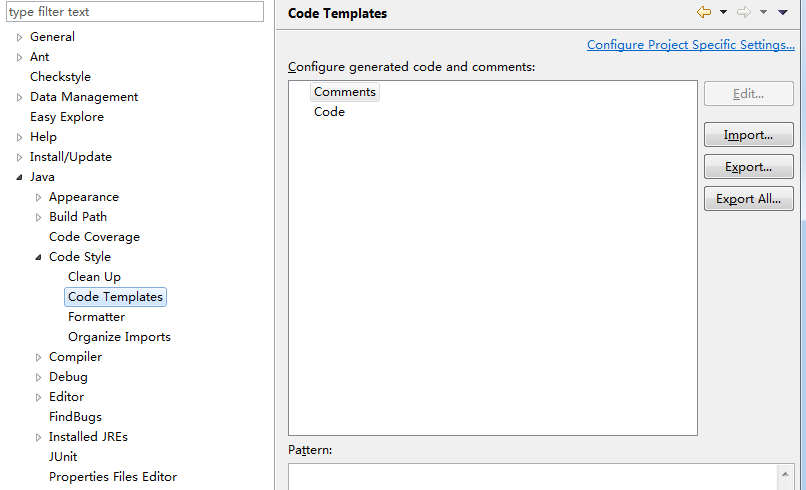 type filter text
General
Ant
Checkstyle
Data Management
Easy Explore
Help
Install/Update
Java
Appearance
Build Path
Code Coverage
Code Style
Clean Up
Code Templates
Formatter
Organize Imports
Compiler
Debug
Editor
FindBugs
Installed JREs
JUnit
Properties Files Editor
Code Templates
Configure Project Specific Settings...
Configure generated code and comments:
Comments
Code
Edit...
Import...
Export...
Export All...
Pattern: